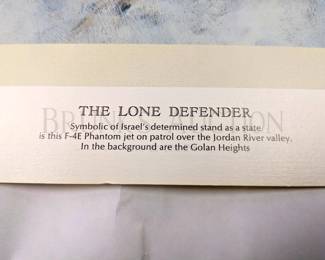 THE LONE DEFENDER
Symbolic of Israel's determined stand as a state
is this F-4E Phantom jet on patrol over the Jordan River valley.
In the background are the Golan Heights